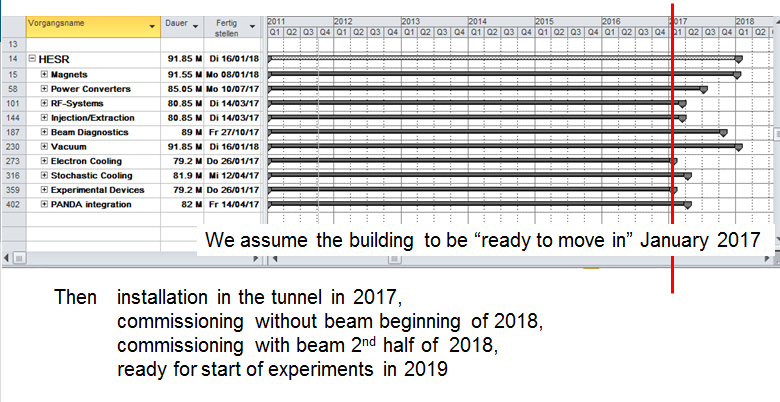 Vorgangsname Dauer Fertig stellen 2011 2012 2013 2014 2015 2016 2017 2018
Q1 Q2 Q3 Q4 Q1 Q2 Q3 Q4 Q1 Q2 Q3 Q4 Q1 Q2 Q3 Q4 Q1 Q2 Q3 Q4 Q1 Q2 Q3 Q4 Q1 Q2 Q3 Q4 Q1 Q2
13
14 HESR 91.85 M Di 16/01/18
15 Magnets 91.55 M Mo 08/01/18
58 Power Converters 85.05 M Mo 10/07/17
101 RF-Systems 80.85 M Di 14/03/17
144 Injection/Extraction 80.85 M Di 14/03/17
187 Beam Diagnostics 89 M Fr 27/10/17
230 Vacuum 91.85 M Di 16/01/18
273 Electron Cooling 79.2 M Do 26/01/17
316 Stochastic Cooling 81.9 M Mi 12/04/17
359 Experimental Devices 79.2 M Do 26/01/17
402 PANDA integration 82 M Fr 14/04/17
We assume the building to be “ready to move in” January 2017
Then installation in the tunnel in 2017,
commissioning without beam beginning of 2018,
commissioning with beam 2nd half of 2018,
ready for start of experiments in 2019